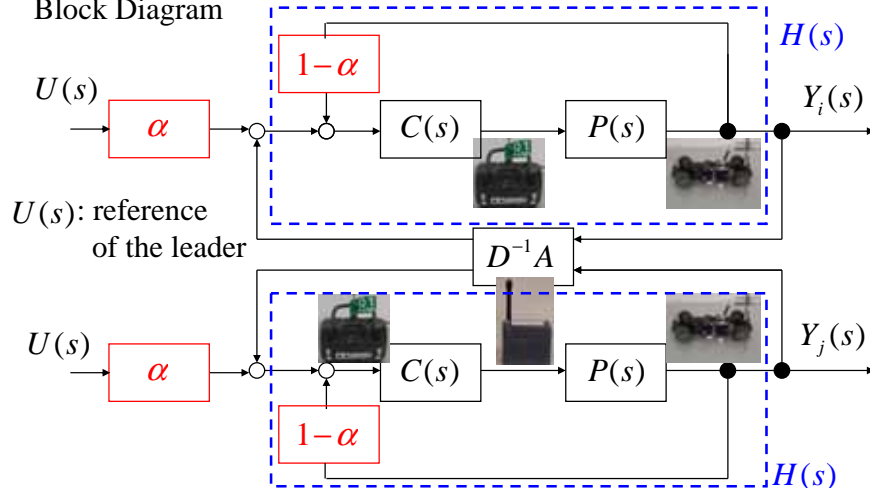 Block Diagram
H(s)
1−α
U(s)
α
C(s)
P(s)
Y_i(s)
U(s): reference
of the leader
D^{-1}A
U(s)
α
C(s)
P(s)
Y_j(s)
1−α
H(s)